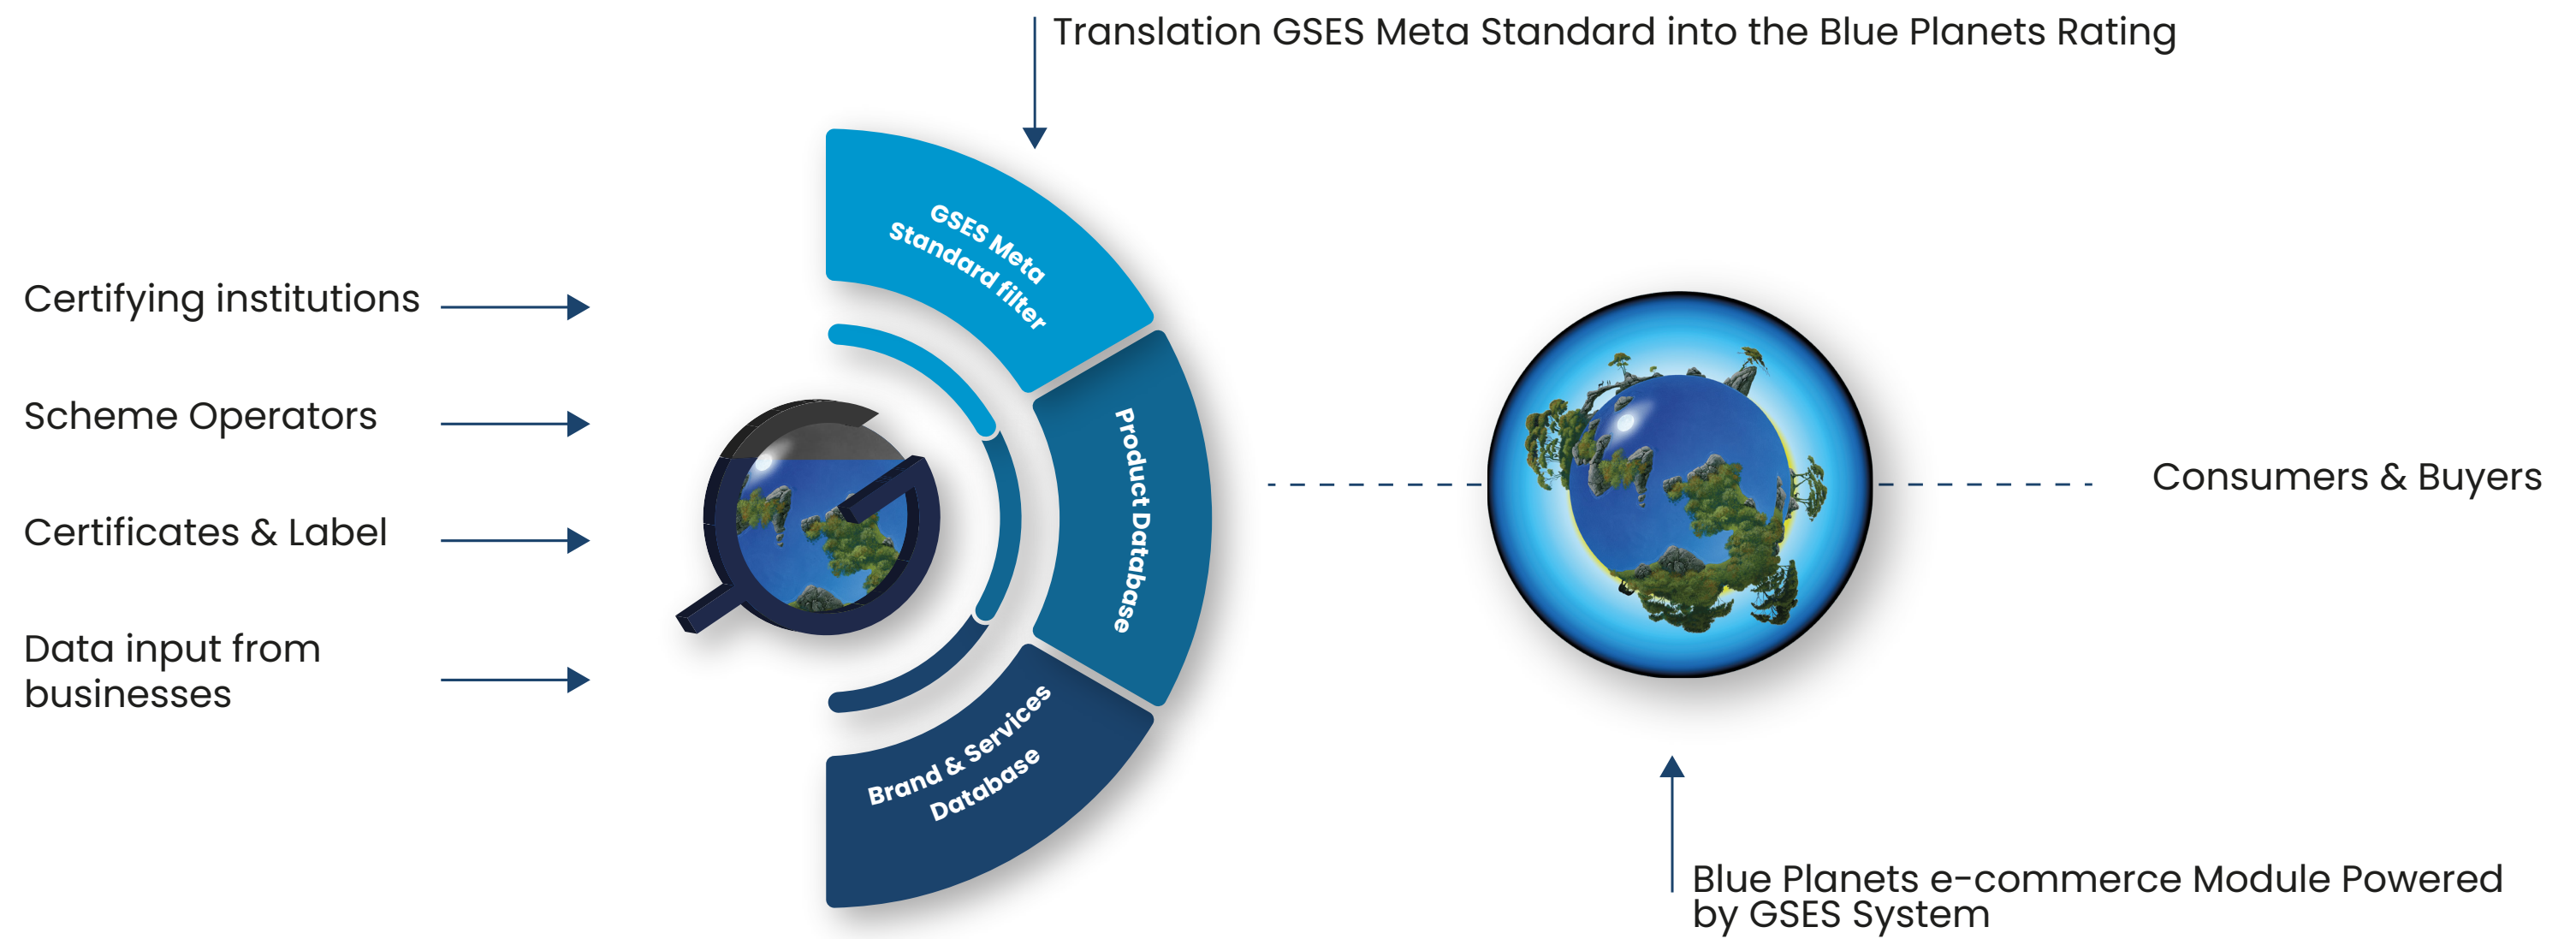 Translation GSES Meta Standard into the Blue Planets Rating
Certifying institutions
Scheme Operators
Certificates & Label
Data input from
businesses
GSES Meta
Standard filter
Product Database
Brand & Services
Database
Consumers & Buyers
Blue Planets e-commerce Module Powered
by GSES System